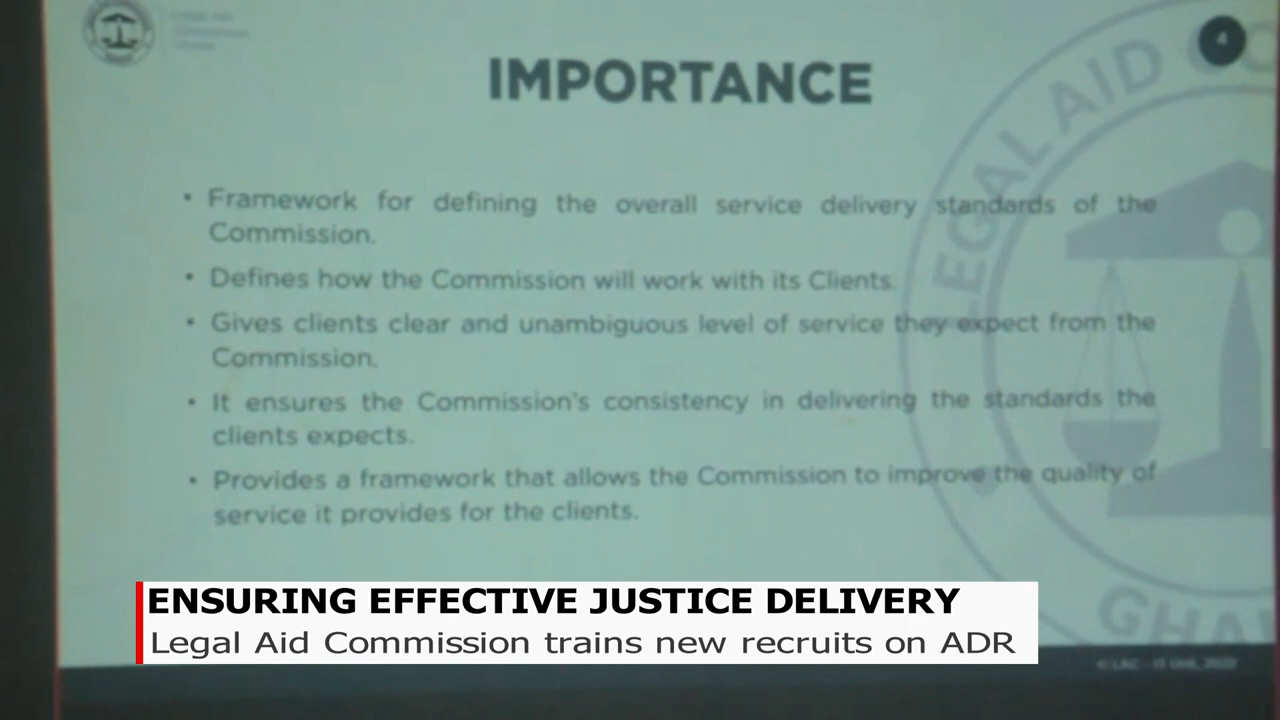 4
IMPORTANCE
LEGAL AID CO
• Framework for defining the overall service delivery standards of the
Commission.
• Defines how the Commission will work with its Clients.
• Gives clients clear and unambiguous level of service they expect from the
Commission.
• It ensures the Commission's consistency in delivering the standards the
clients expects.
• Provides a framework that allows the Commission to improve the quality of
service it provides for the clients.
GHA
ENSURING EFFECTIVE JUSTICE DELIVERY
Legal Aid Commission trains new recruits on ADR